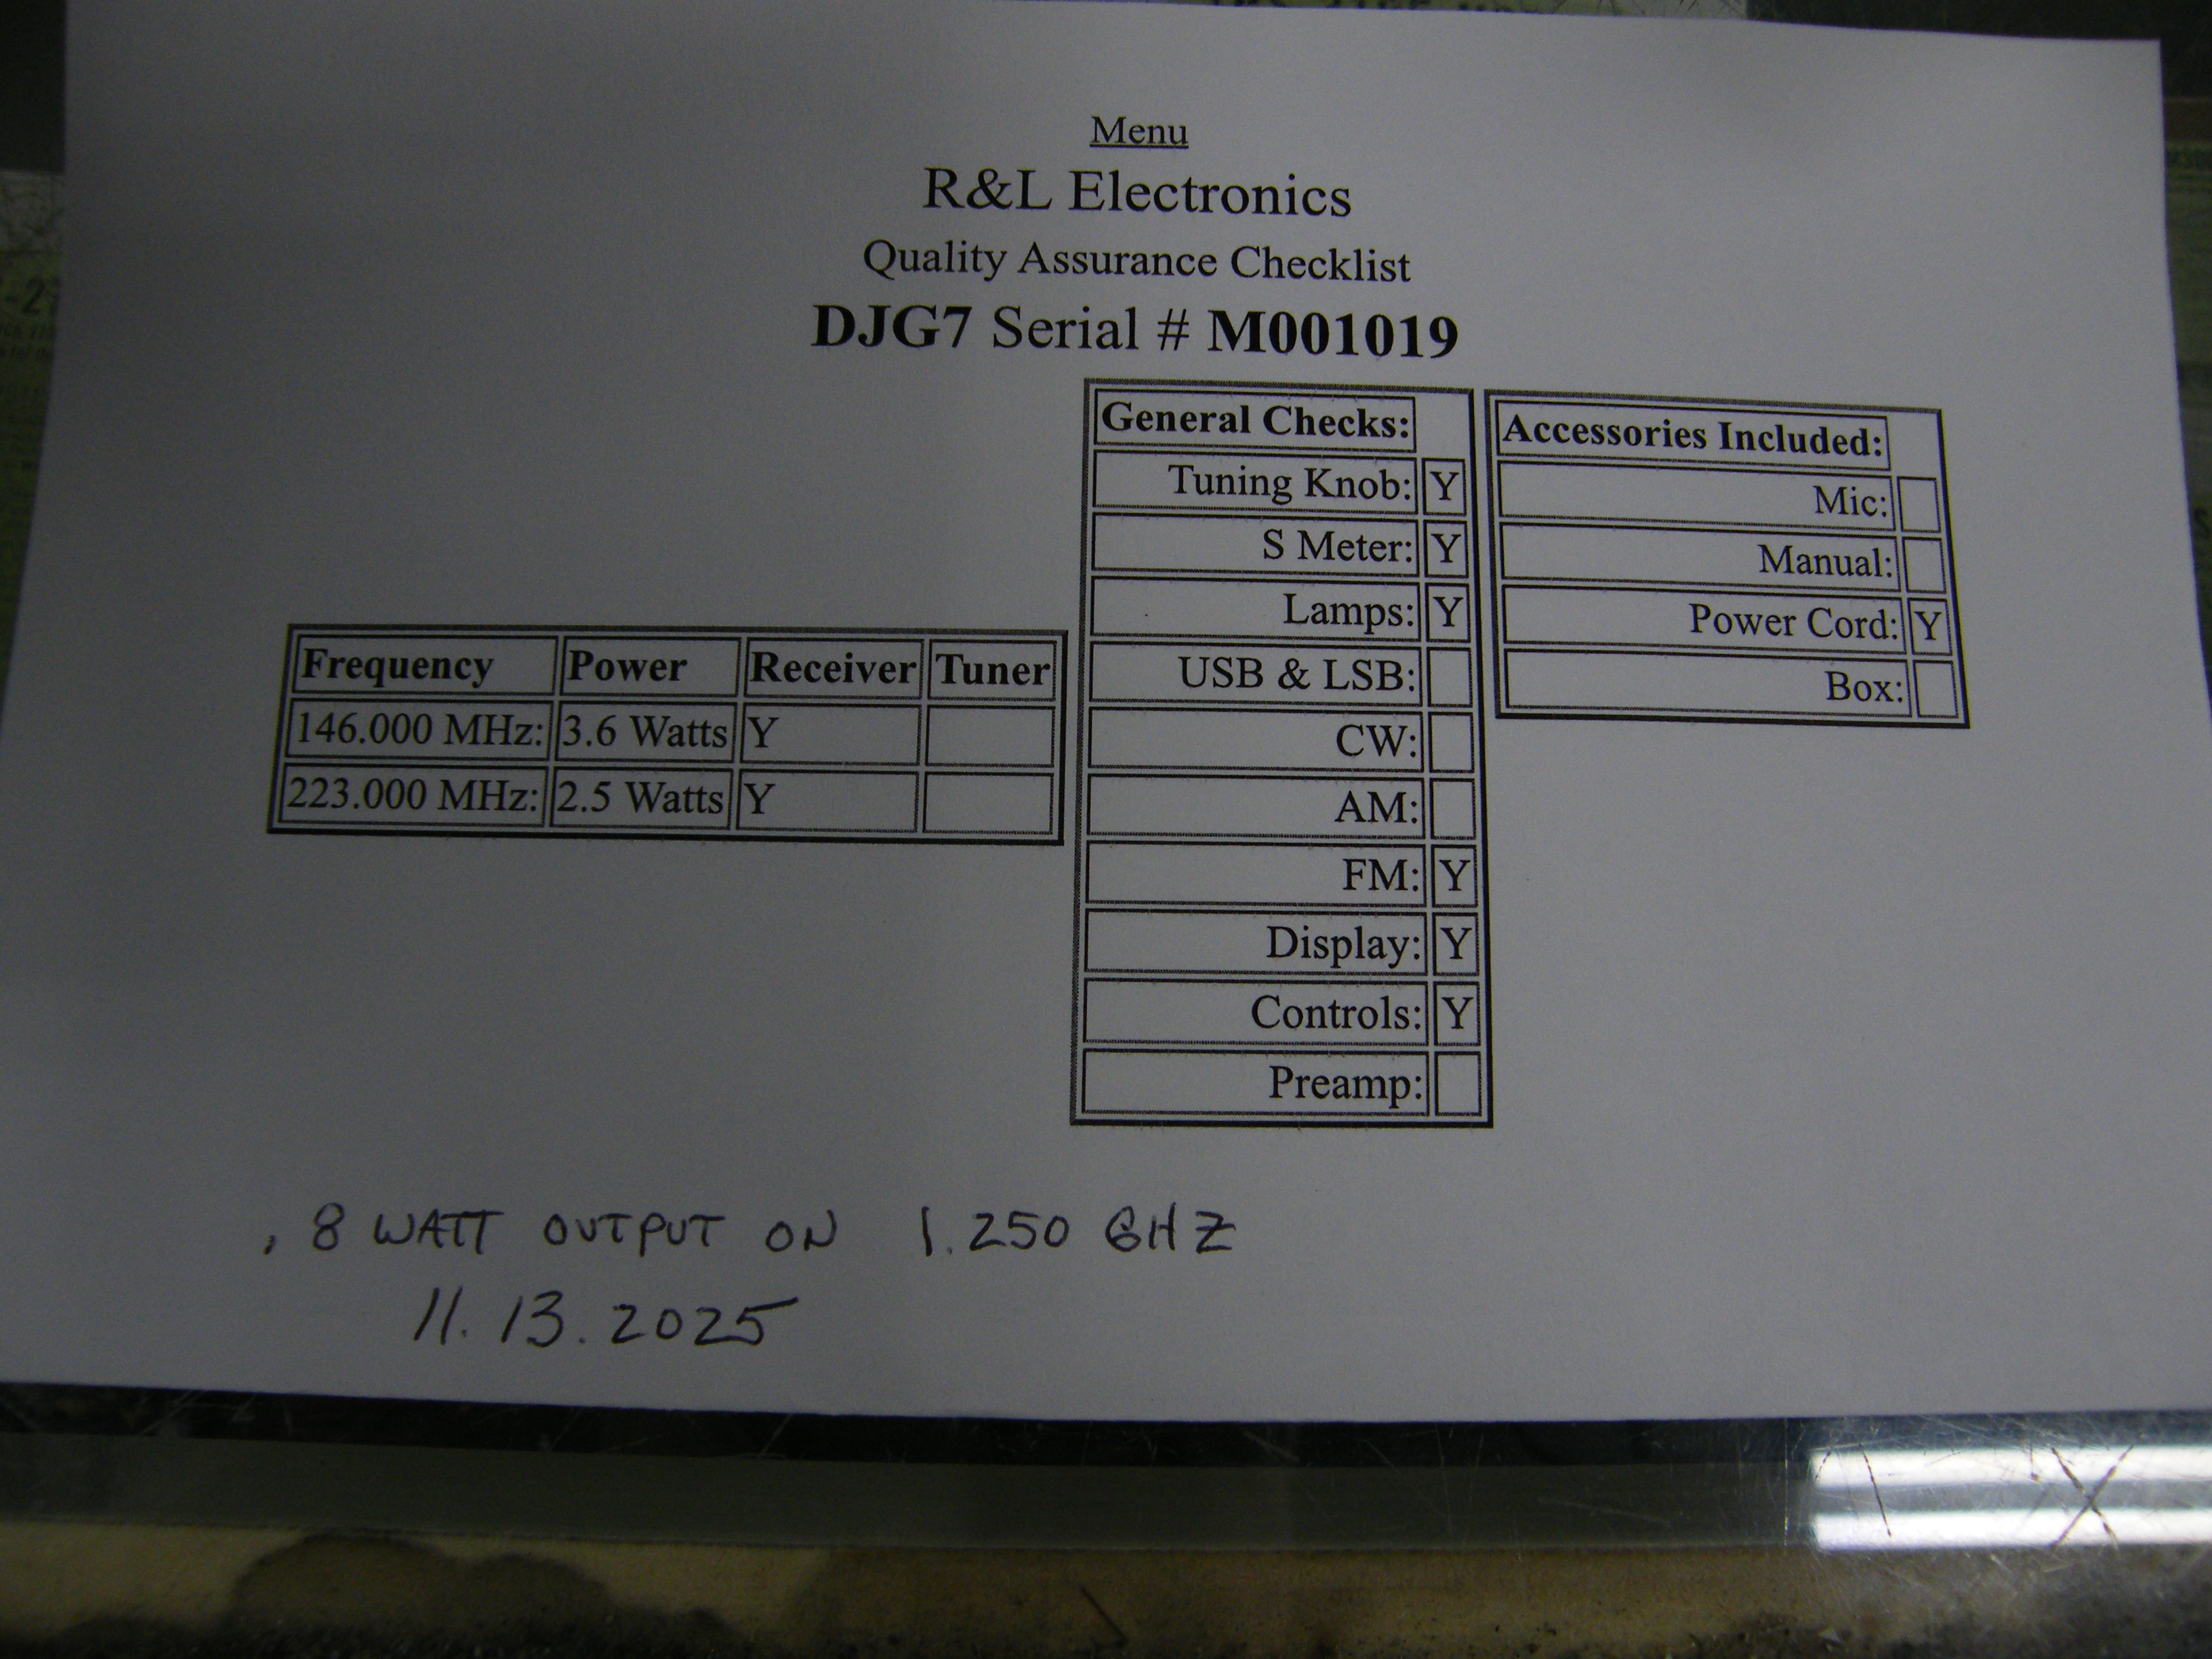 Menu
R&L Electronics
Quality Assurance Checklist
DJG7 Serial # M001019
Frequency Power Receiver Tuner
146.000 MHz: 3.6 Watts Y
223.000 MHz: 2.5 Watts Y
General Checks:
Tuning Knob: Y
S Meter: Y
Lamps: Y
USB & LSB:
CW:
AM:
FM: Y
Display: Y
Controls: Y
Preamp:
Accessories Included:
Mic:
Manual:
Power Cord: Y
Box:
.8 WATT OUTPUT ON 1.250 GHZ
11.13.2025